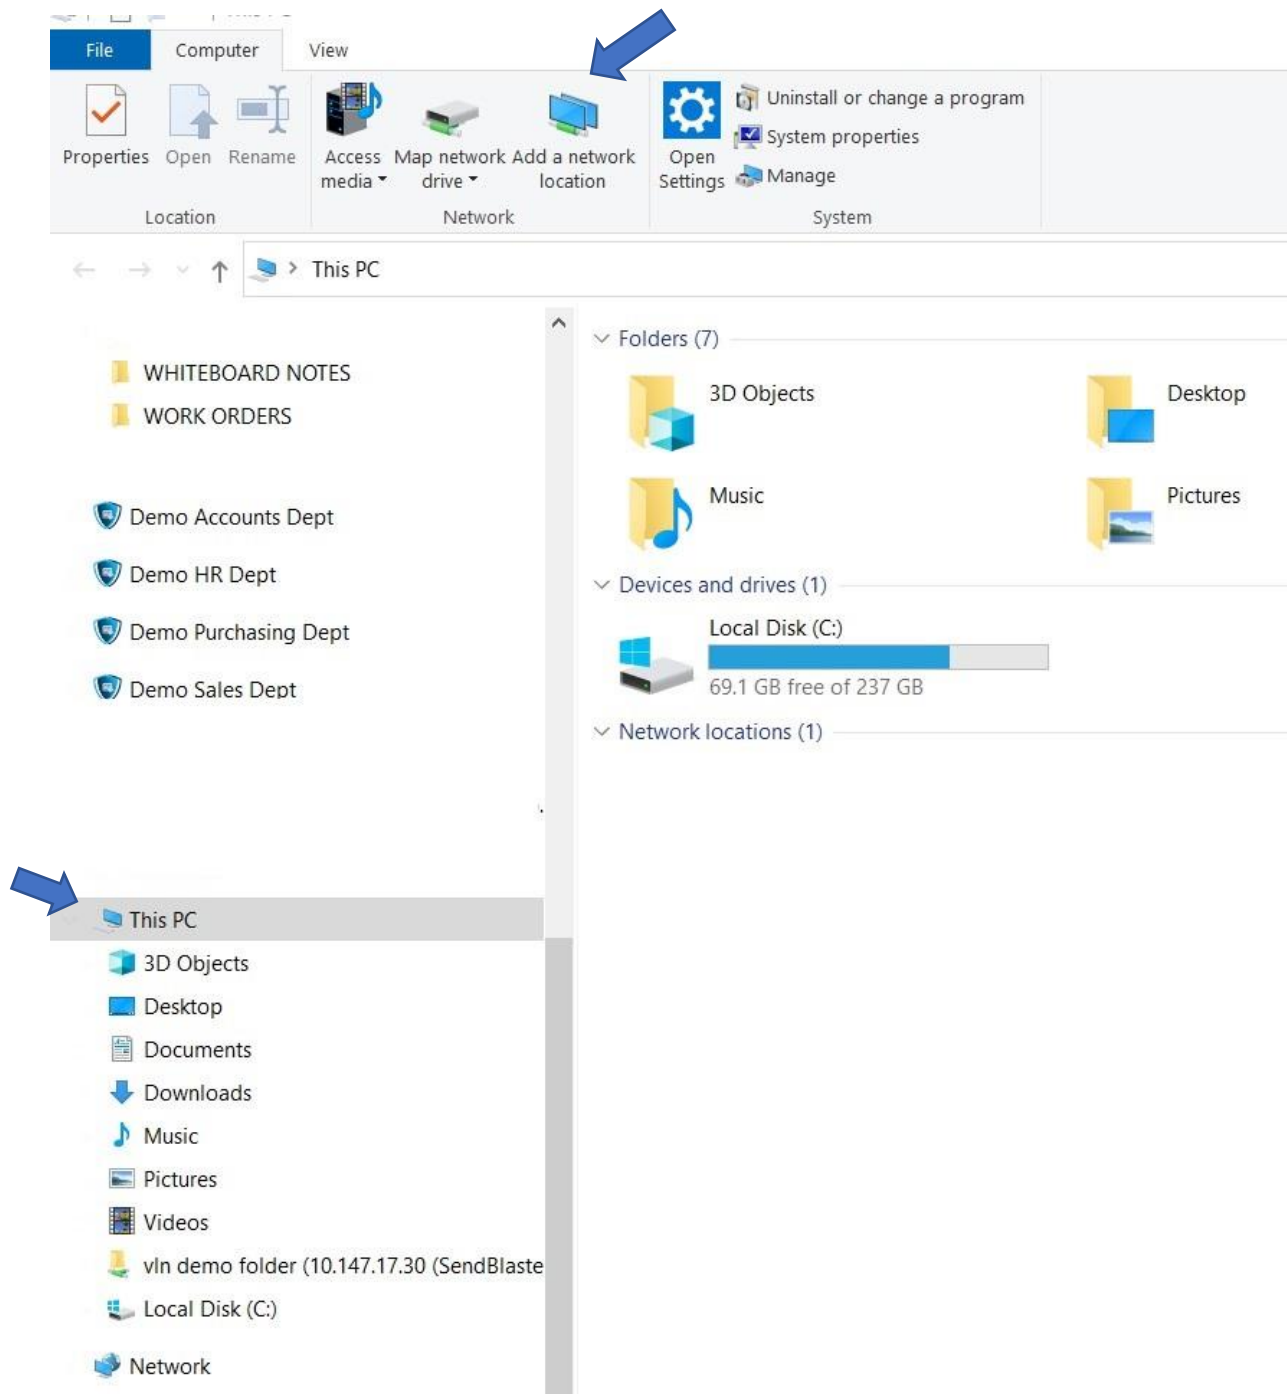 File Computer View
Properties Open Rename Access media Map network drive Add a network location Open Settings
Uninstall or change a program
System properties
Manage
Location Network System
This PC
WHITEBOARD NOTES
WORK ORDERS
Demo Accounts Dept
Demo HR Dept
Demo Purchasing Dept
Demo Sales Dept
This PC
3D Objects
Desktop
Documents
Downloads
Music
Pictures
Videos
vln demo folder (10.147.17.30 (SendBlaste
Local Disk (C:)
Network
Folders (7)
3D Objects
Desktop
Music
Pictures
Devices and drives (1)
Local Disk (C:)
69.1 GB free of 237 GB
Network locations (1)